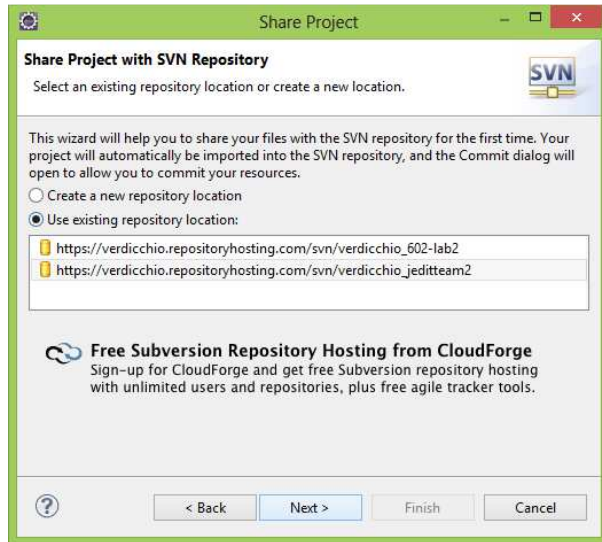 Share Project
Share Project with SVN Repository
Select an existing repository location or create a new location.
SVN
This wizard will help you to share your files with the SVN repository for the first time. Your
project will automatically be imported into the SVN repository, and the Commit dialog will
open to allow you to commit your resources.
Create a new repository location
Use existing repository location:
https://verdicchio.repositoryhosting.com/svn/verdicchio_602-lab2
https://verdicchio.repositoryhosting.com/svn/verdicchio_jeditteam2
Free Subversion Repository Hosting from CloudForge
Sign-up for CloudForge and get free Subversion repository hosting
with unlimited users and repositories, plus free agile tracker tools.
? < Back Next > Finish Cancel